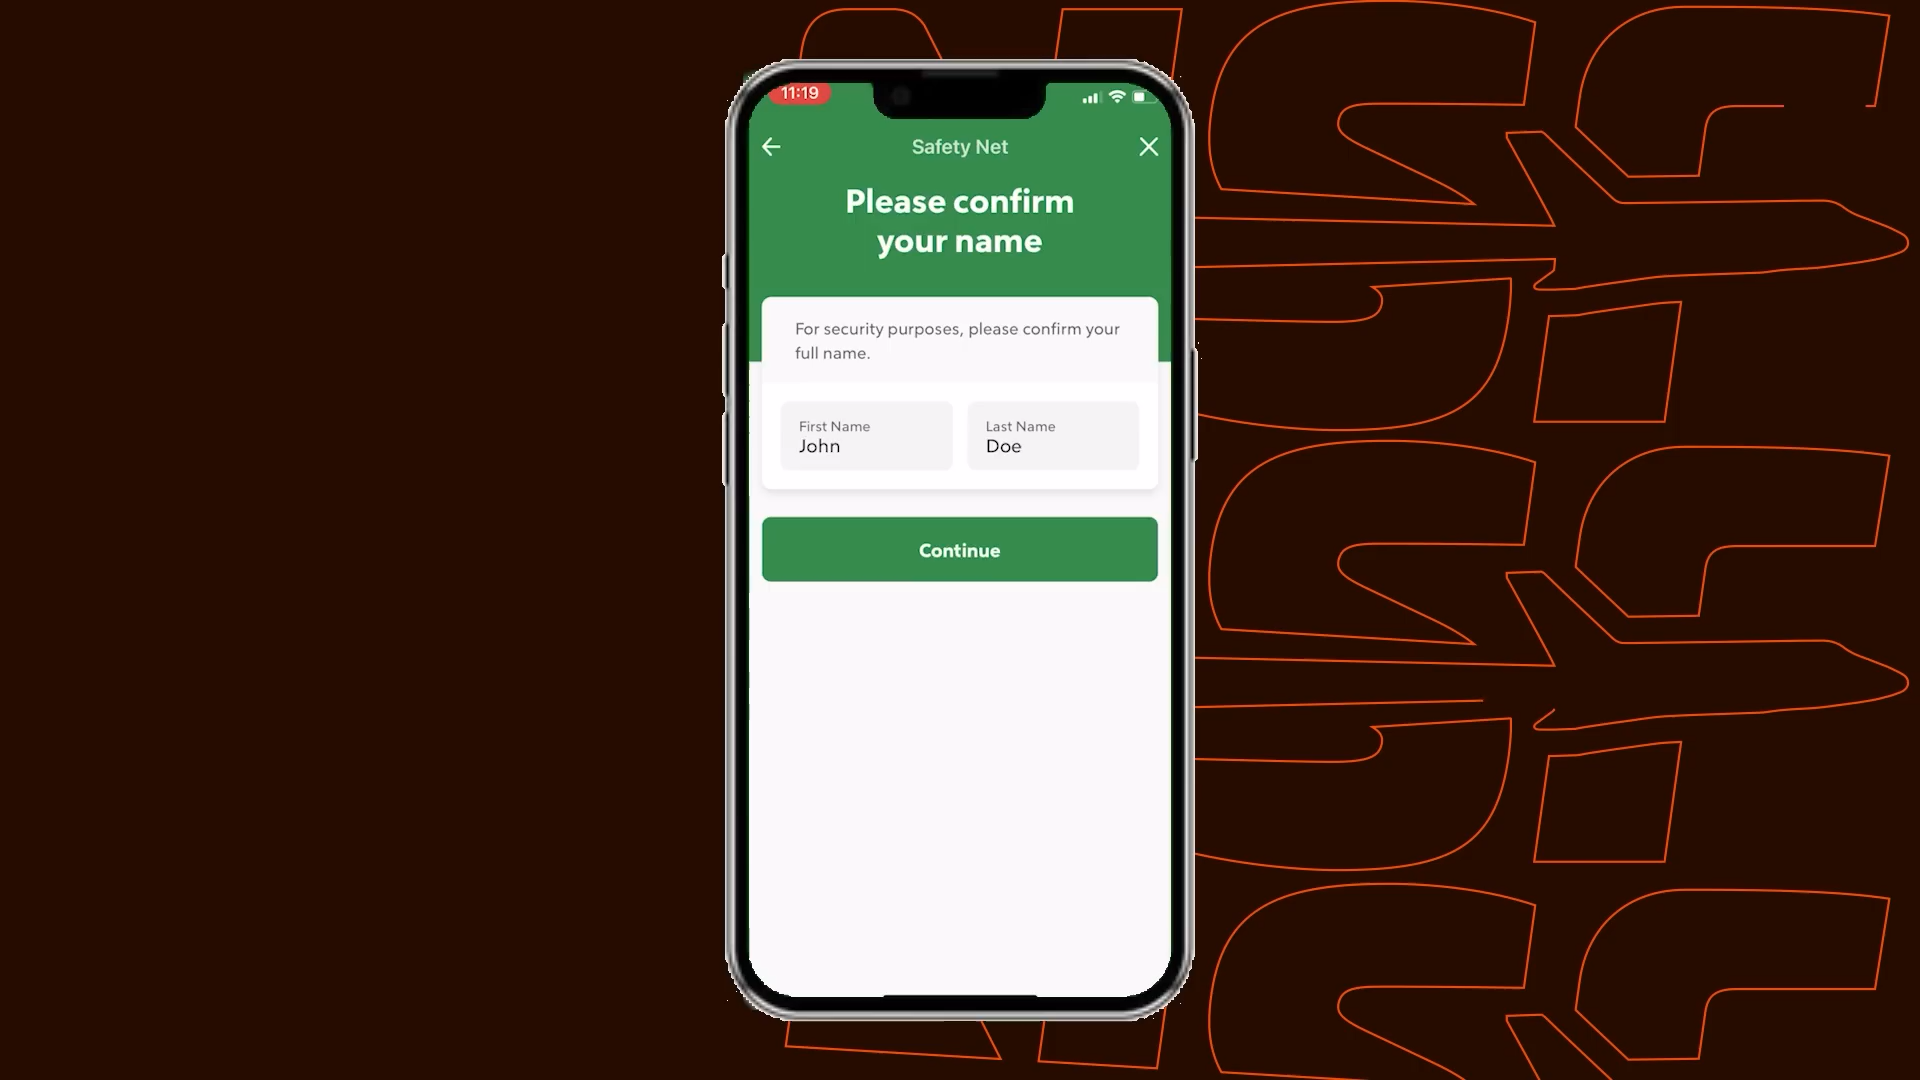 11:19
Safety Net
Please confirm
your name
For security purposes, please confirm your
full name.
First Name
John
Last Name
Doe
Continue